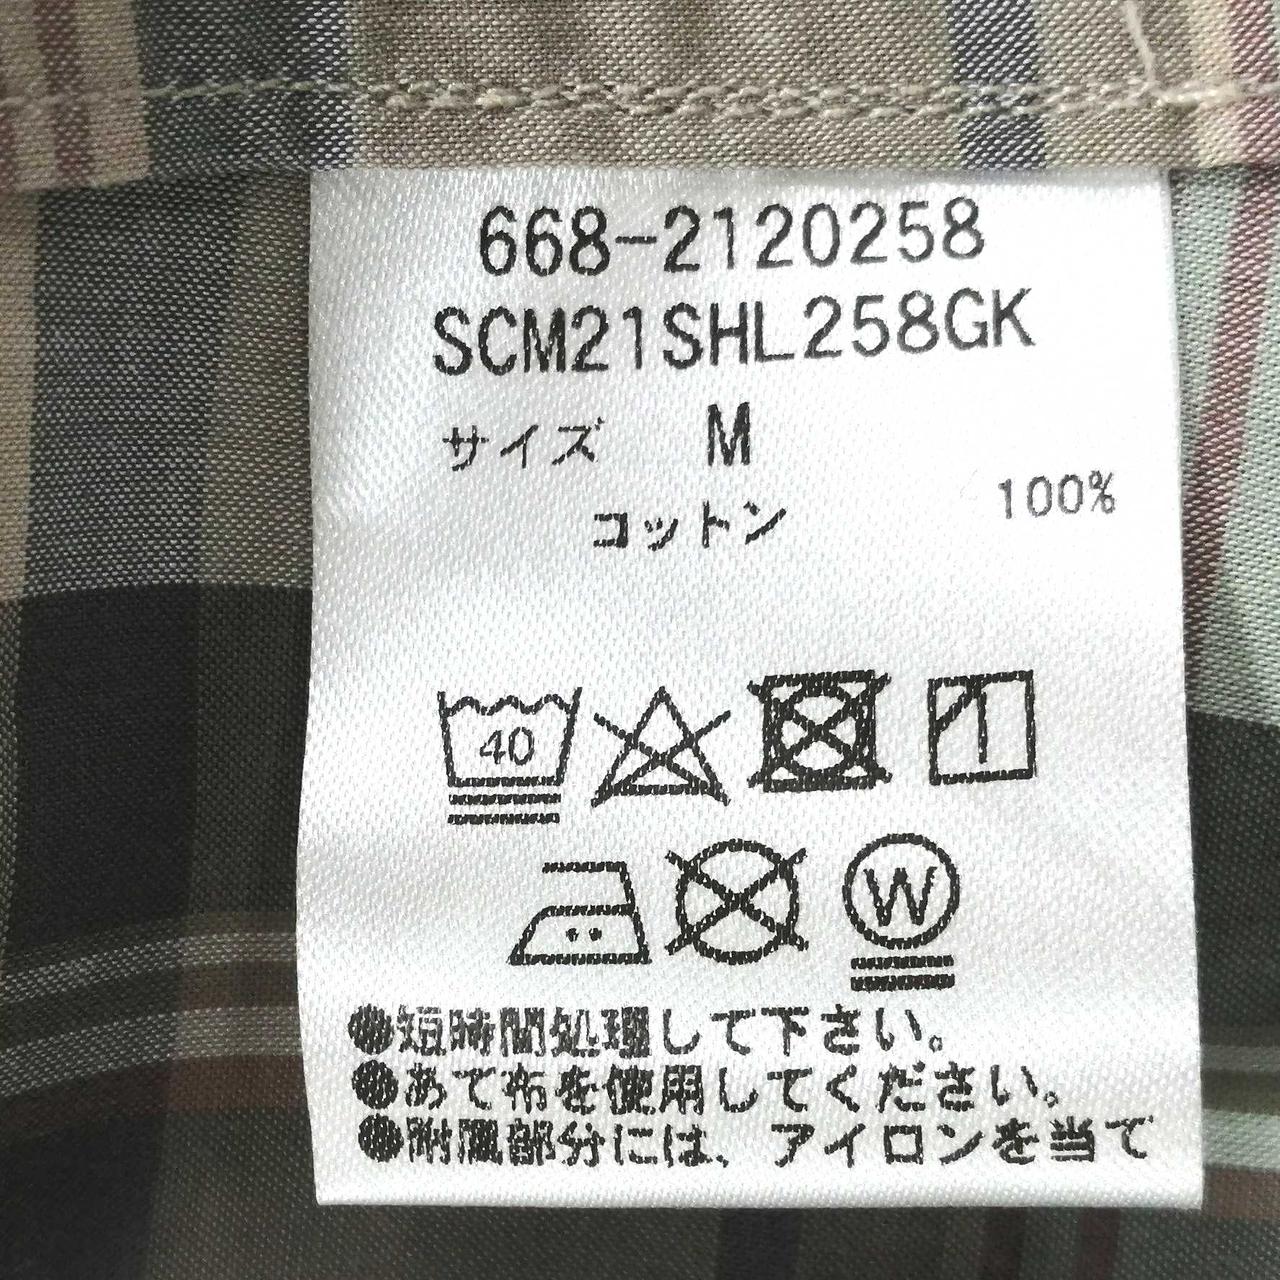 668-2120258
SCM21SHL258GK
サイズ M
コットン 100%
40
W
●短時間処理して下さい。
●あて布を使用してください。
●附属部分には、アイロンを当て